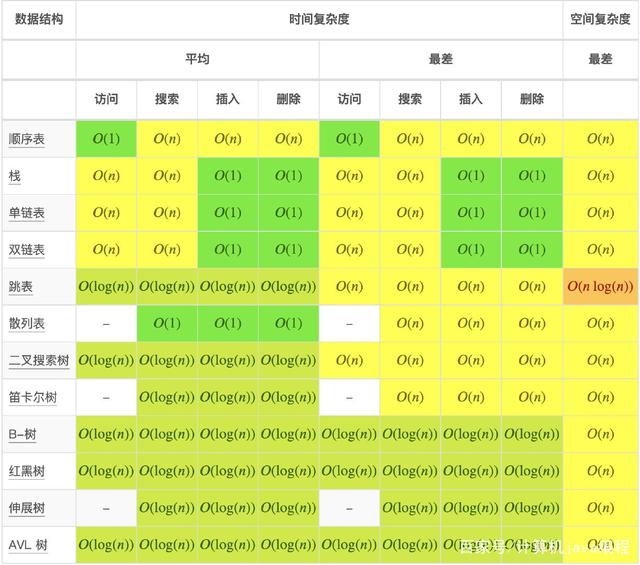 数据结构 时间复杂度 空间复杂度
平均 最差 最差
访问 搜索 插入 删除 访问 搜索 插入 删除
顺序表 O(1) O(n) O(n) O(n) O(1) O(n) O(n) O(n) O(n)
栈 O(n) O(n) O(1) O(1) O(n) O(n) O(1) O(1) O(n)
单链表 O(n) O(n) O(1) O(1) O(n) O(n) O(1) O(1) O(n)
双链表 O(n) O(n) O(1) O(1) O(n) O(n) O(1) O(1) O(n)
跳表 O(log(n)) O(log(n)) O(log(n)) O(log(n)) O(n) O(n) O(n) O(n) O(n log(n))
散列表 – O(1) O(1) O(1) – O(n) O(n) O(n) O(n)
二叉搜索树 O(log(n)) O(log(n)) O(log(n)) O(log(n)) O(n) O(n) O(n) O(n) O(n)
笛卡尔树 – O(log(n)) O(log(n)) O(log(n)) – O(n) O(n) O(n) O(n)
B-树 O(log(n)) O(log(n)) O(log(n)) O(log(n)) O(log(n)) O(log(n)) O(log(n)) O(log(n)) O(n)
红黑树 O(log(n)) O(log(n)) O(log(n)) O(log(n)) O(log(n)) O(log(n)) O(log(n)) O(log(n)) O(n)
伸展树 – O(log(n)) O(log(n)) O(log(n)) – O(log(n)) O(log(n)) O(log(n)) O(n)
AVL 树 O(log(n)) O(log(n)) O(log(n)) O(log(n)) O(log(n)) O(log(n)) O(log(n)) O(log(n)) O(n)
百家号/计算机java编程